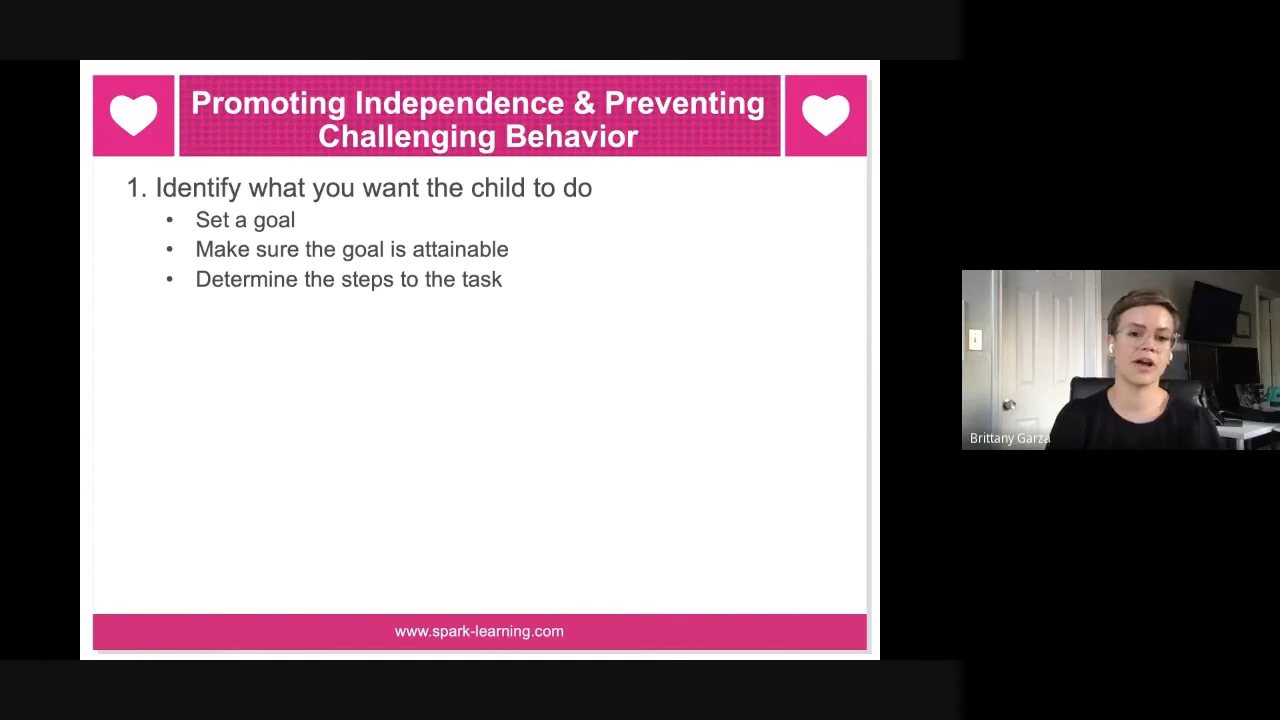 Promoting Independence & Preventing
Challenging Behavior
1. Identify what you want the child to do
• Set a goal
• Make sure the goal is attainable
• Determine the steps to the task
www.spark-learning.com
Brittany Garza